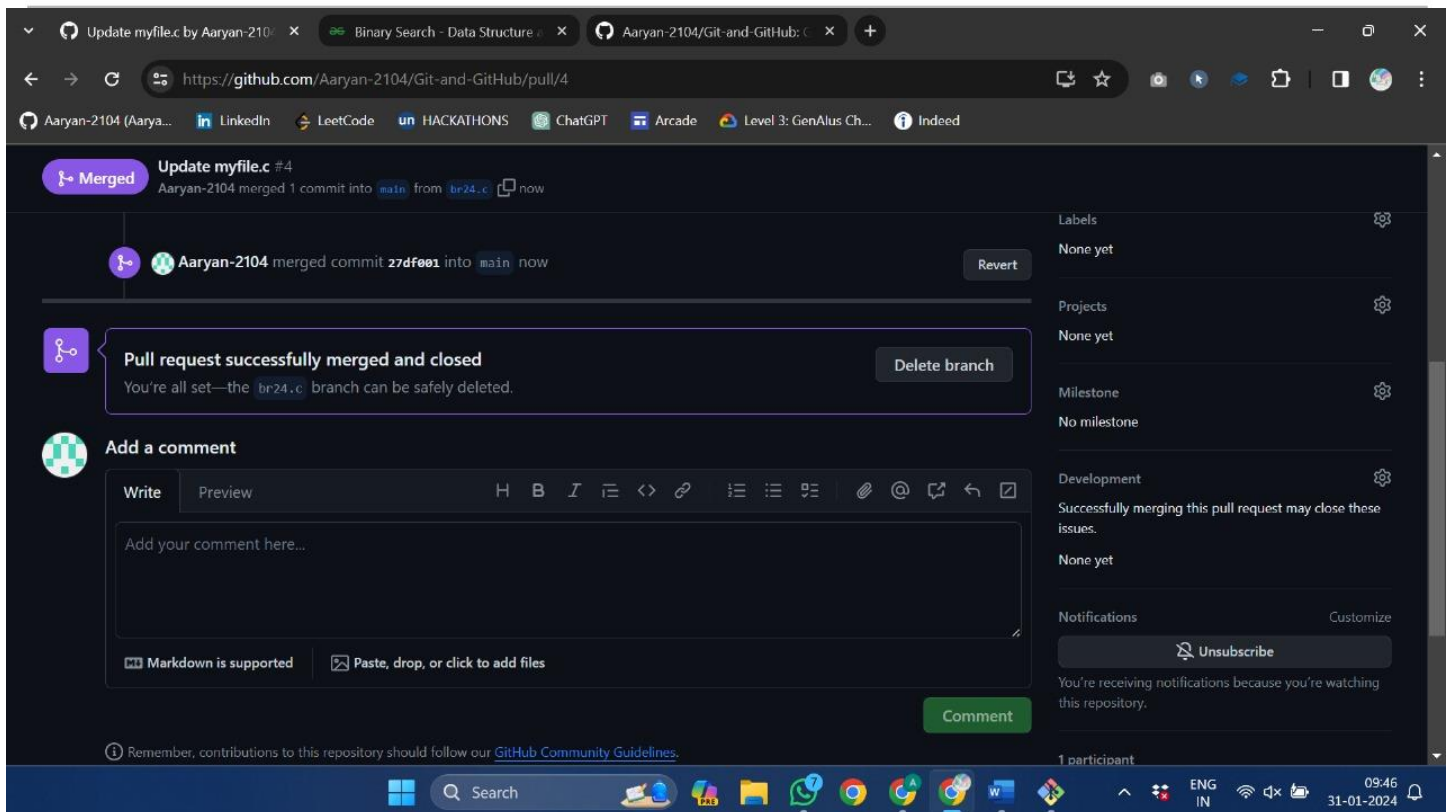 Update myfile.c by Aaryan-210
Binary Search - Data Structure a
Aaryan-2104/Git-and-GitHub: C
https://github.com/Aaryan-2104/Git-and-GitHub/pull/4
Aaryan-2104 (Aarya...
in LinkedIn
LeetCode
un HACKATHONS
ChatGPT
Arcade
Level 3: GenAIus Ch...
Indeed
Merged
Update myfile.c #4
Aaryan-2104 merged 1 commit into main from br24.c now
Aaryan-2104 merged commit 27df001 into main now
Revert
Pull request successfully merged and closed
You're all set—the br24.c branch can be safely deleted.
Delete branch
Add a comment
Write
Preview
H B I
Add your comment here...
Markdown is supported
Paste, drop, or click to add files
Comment
Remember, contributions to this repository should follow our GitHub Community Guidelines.
Labels
None yet
Projects
None yet
Milestone
No milestone
Development
Successfully merging this pull request may close these
issues.
None yet
Notifications
Customize
Unsubscribe
You're receiving notifications because you're watching
this repository.
1 participant
Search
PRE
7
A
W
ENG
IN
09:46
31-01-2024